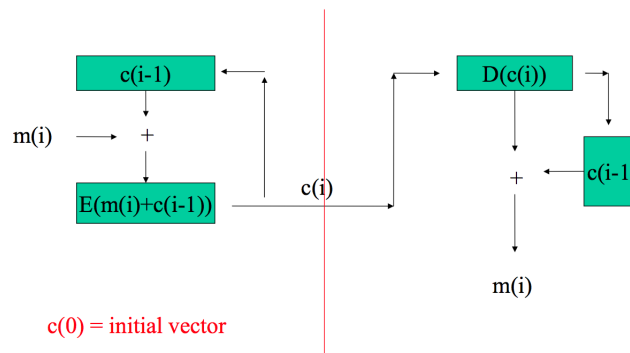 c(i-1)
m(i)
+
E(m(i)+c(i-1))
c(i)
D(c(i))
c(i-1
+
m(i)
c(0) = initial vector